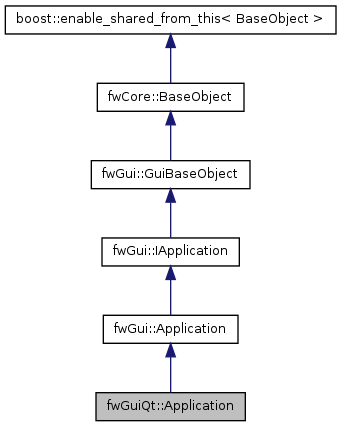 boost::enable_shared_from_this< BaseObject >
fwCore::BaseObject
fwGui::GuiBaseObject
fwGui::IApplication
fwGui::Application
fwGuiQt::Application